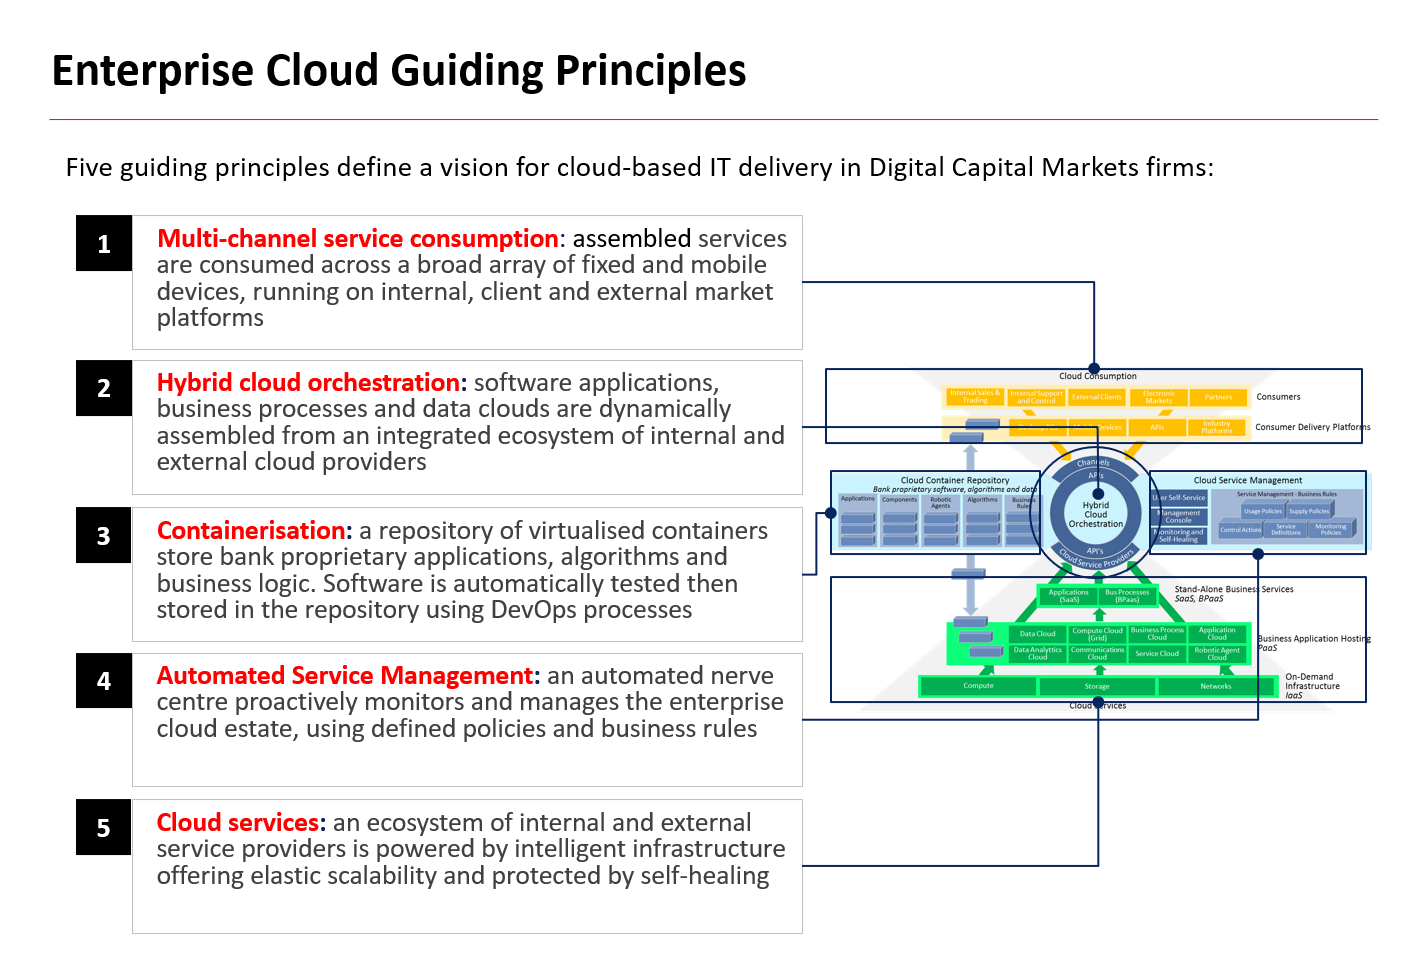 Enterprise Cloud Guiding Principles
Five guiding principles define a vision for cloud-based IT delivery in Digital Capital Markets firms:
1
Multi-channel service consumption: assembled services
are consumed across a broad array of fixed and mobile
devices, running on internal, client and external market
platforms
2
Hybrid cloud orchestration: software applications,
business processes and data clouds are dynamically
assembled from an integrated ecosystem of internal and
external cloud providers
3
Containerisation: a repository of virtualised containers
store bank proprietary applications, algorithms and
business logic. Software is automatically tested then
stored in the repository using DevOps processes
4
Automated Service Management: an automated nerve
centre proactively monitors and manages the enterprise
cloud estate, using defined policies and business rules
5
Cloud services: an ecosystem of internal and external
service providers is powered by intelligent infrastructure
offering elastic scalability and protected by self-healing
Cloud Consumption
Internal Sales &
Trading
Internal Support
and Control
External Clients
Electronic
Markets
Partners
Consumers
Devices
APIs
Industry
Platforms
Consumer Delivery Platforms
Channels
APIs
Hybrid
Cloud
Orchestration
API's
Cloud Service Providers
Cloud Container Repository
Bank proprietary software, algorithms and data
Applications
Components
Robotic
Agents
Algorithms
Business
Rules
Cloud Service Management
User Self-Service
Management
Console
Monitoring and
Self-Healing
Service Management - Business Rules
Usage Policies
Supply Policies
Control Actions
Service
Definitions
Monitoring
Policies
Applications
(SaaS)
Bus Processes
(BPaas)
Stand-Alone Business Services
SaaS, BPaaS
Data Cloud
Compute Cloud
(Grid)
Business Process
Cloud
Application
Cloud
Data Analytics
Cloud
Communications
Cloud
Service Cloud
Robotic Agent
Cloud
Business Application Hosting
PaaS
Compute
Storage
Networks
On-Demand
Infrastructure
IaaS
Cloud Services